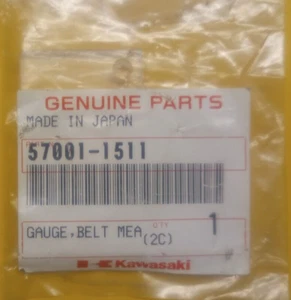 GENUINE PARTS
MADE IN JAPAN
57001-1511
GAUGE,BELT MEA(2C)
QTY
1
Kawasaki